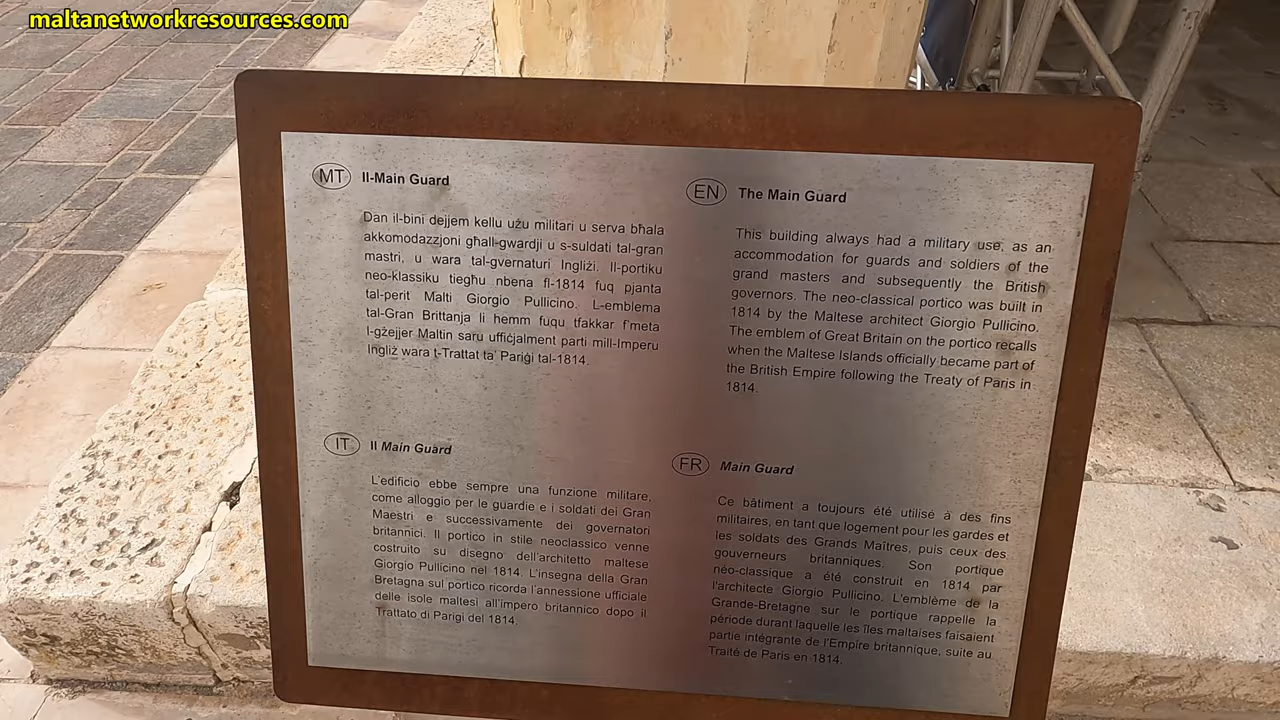 maltanetworkresources.com
MT Il-Main Guard
Dan il-bini dejjem kellu użu militari u serva bħala
akkomodazzjoni għall-gwardji u s-suldati tal-gran
mastri, u wara tal-gvernaturi Ingliżi. Il-portiku
neo-klassiku tiegħu nbena fl-1814 fuq pjanta
tal-perit Malti Giorgio Pullicino. L-emblema
tal-Gran Brittanja li hemm fuqu tfakkar f'meta
l-gżejjer Maltin saru uffiċjalment parti mill-Imperu
Ingliż wara t-Trattat ta' Pariġi tal-1814.
EN The Main Guard
This building always had a military use, as an
accommodation for guards and soldiers of the
grand masters and subsequently the British
governors. The neo-classical portico was built in
1814 by the Maltese architect Giorgio Pullicino.
The emblem of Great Britain on the portico recalls
when the Maltese Islands officially became part of
the British Empire following the Treaty of Paris in
1814.
IT Il Main Guard
L'edificio ebbe sempre una funzione militare,
come alloggio per le guardie e i soldati dei Gran
Maestri e successivamente dei governatori
britannici. Il portico in stile neoclassico venne
costruito su disegno dell'architetto maltese
Giorgio Pullicino nel 1814. L'insegna della Gran
Bretagna sul portico ricorda l'annessione ufficiale
delle isole maltesi all'impero britannico dopo il
Trattato di Parigi del 1814.
FR Main Guard
Ce bâtiment a toujours été utilisé à des fins
militaires, en tant que logement pour les gardes et
les soldats des Grands Maîtres, puis ceux des
gouverneurs britanniques. Son portique
néo-classique a été construit en 1814 par
l'architecte Giorgio Pullicino. L'emblème de la
Grande-Bretagne sur le portique rappelle la
période durant laquelle les îles maltaises faisaient
partie intégrante de l'Empire britannique, suite au
Traité de Paris en 1814.